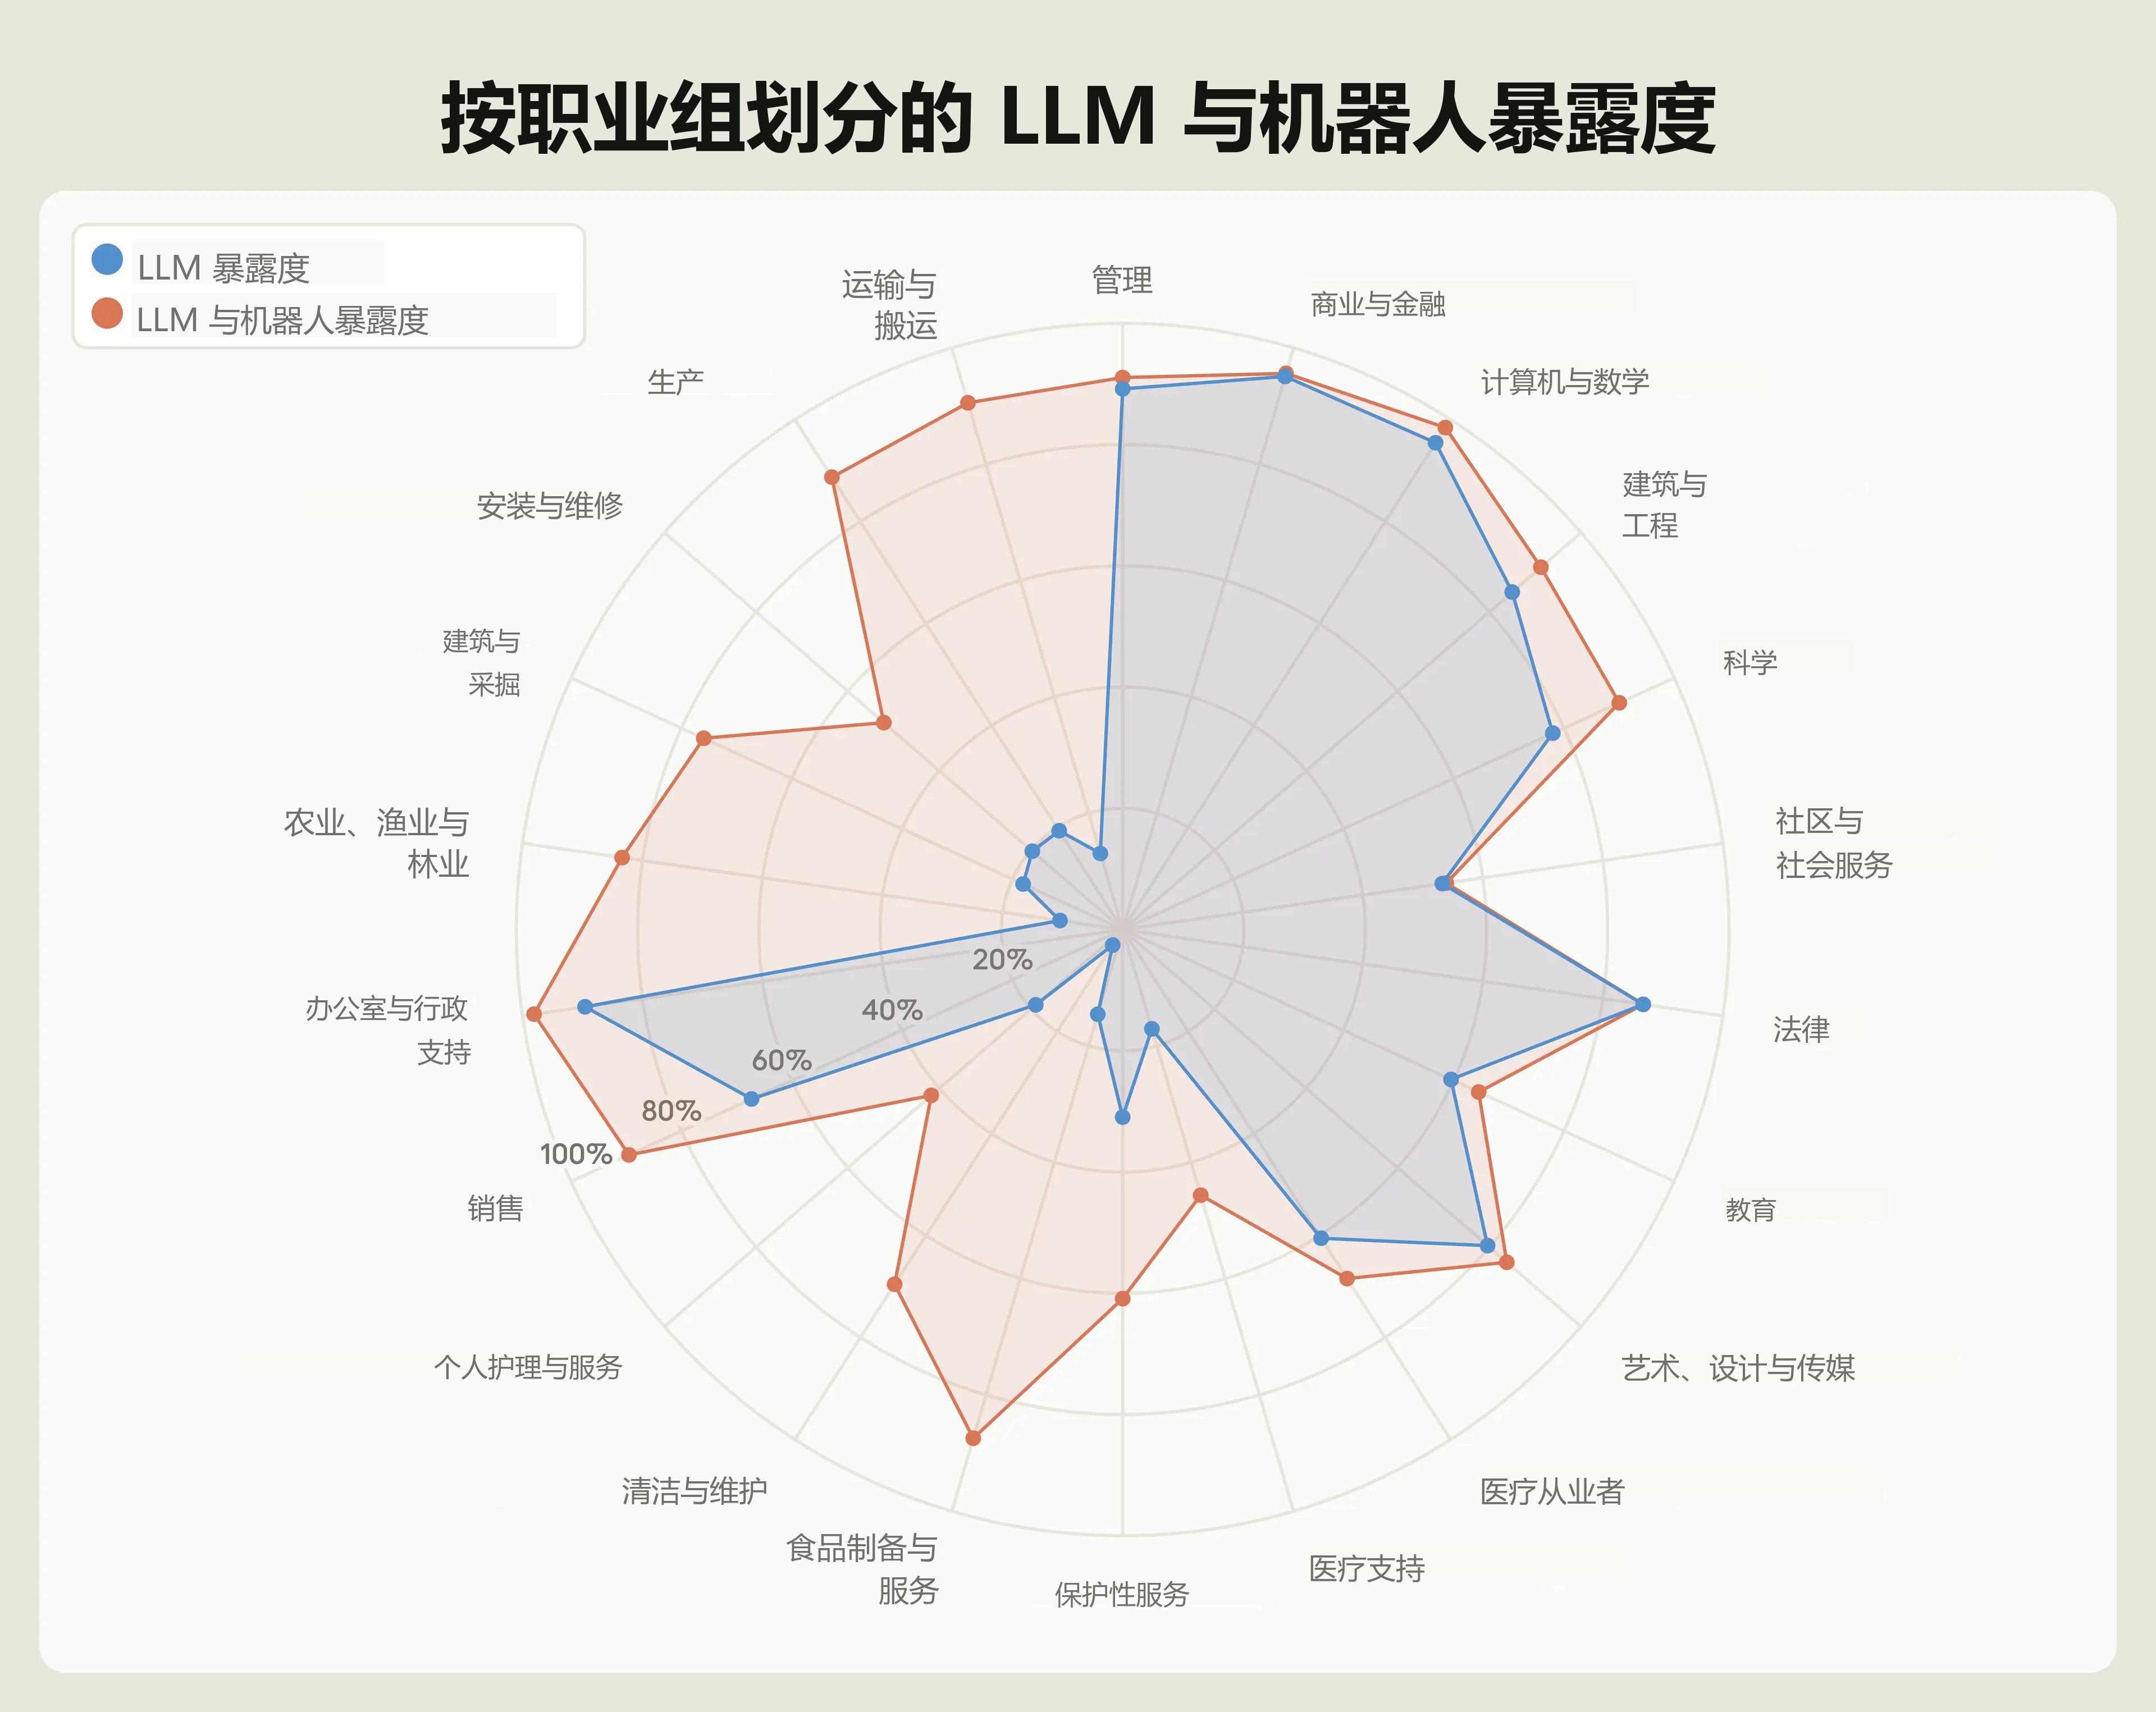 按职业组划分的 LLM 与机器人暴露度
LLM 暴露度
LLM 与机器人暴露度
管理
商业与金融
计算机与数学
建筑与
工程
科学
社区与
社会服务
法律
教育
艺术、设计与传媒
医疗从业者
医疗支持
保护性服务
食品制备与
服务
清洁与维护
个人护理与服务
销售
办公室与行政
支持
农业、渔业与
林业
建筑与
采掘
安装与维修
生产
运输与
搬运
20%
40%
60%
80%
100%